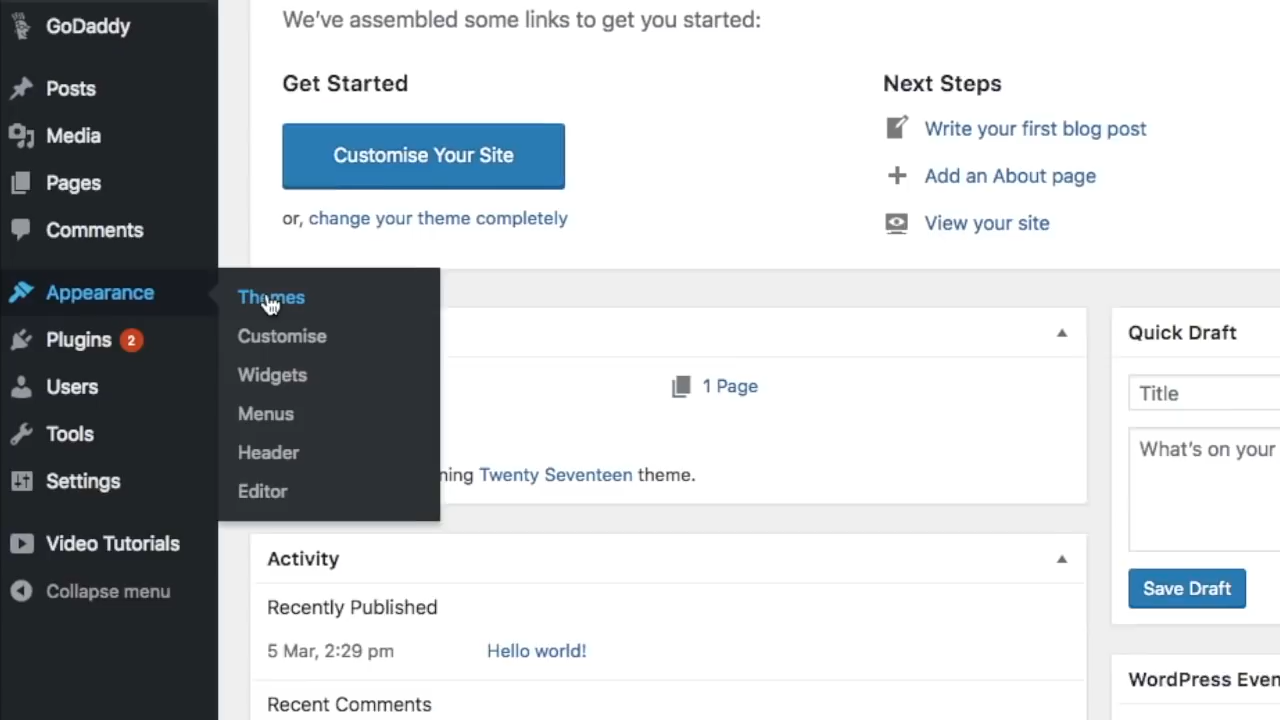 GoDaddy
Posts
Media
Pages
Comments
Appearance
Plugins 2
Users
Tools
Settings
Video Tutorials
Collapse menu
Themes
Customise
Widgets
Menus
Header
Editor
We've assembled some links to get you started:
Get Started
Customise Your Site
or, change your theme completely
Next Steps
Write your first blog post
Add an About page
View your site
1 Page
Twenty Seventeen theme.
Activity
Recently Published
5 Mar, 2:29 pm Hello world!
Recent Comments
Quick Draft
Title
What's on your
Save Draft
WordPress